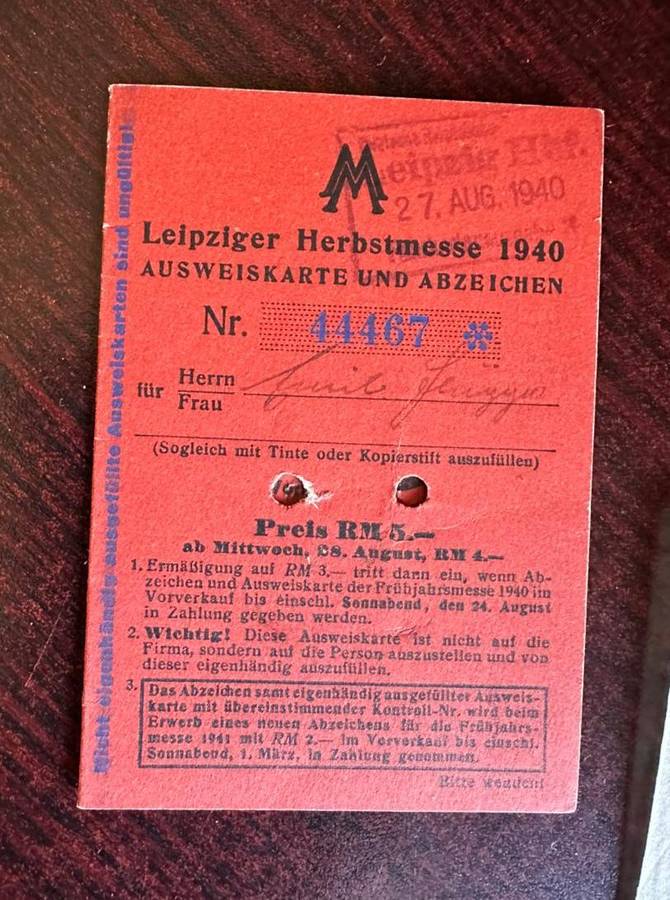 Leipzig Hbf.
27. AUG. 1940
M
Leipziger Herbstmesse 1940
AUSWEISKARTE UND ABZEICHEN
Nr. 44467 *
für Herrn
Frau
Emil
(Sogleich mit Tinte oder Kopierstift auszufüllen)
Preis RM 5.—
ab Mittwoch, 28. August, RM 4.—
1. Ermäßigung auf RM 3.— tritt dann ein, wenn Ab-
zeichen und Ausweiskarte der Frühjahrsmesse 1940 im
Vorverkauf bis einschl. Sonnabend, den 24. August
in Zahlung gegeben werden.
2. Wichtig! Diese Ausweiskarte ist nicht auf die
Firma, sondern auf die Person auszustellen und von
dieser eigenhändig auszufüllen.
3. Das Abzeichen samt eigenhändig ausgefüllter Ausweis-
karte mit übereinstimmender Kontroll-Nr. wird beim
Erwerb eines neuen Abzeichens für die Frühjahrs-
messe 1941 mit RM 2.— im Vorverkauf bis einschl.
Sonnabend, 1. März, in Zahlung genommen.
Bitte wenden!
Nicht eigenhändig ausgefüllte Ausweiskarten sind ungültig!